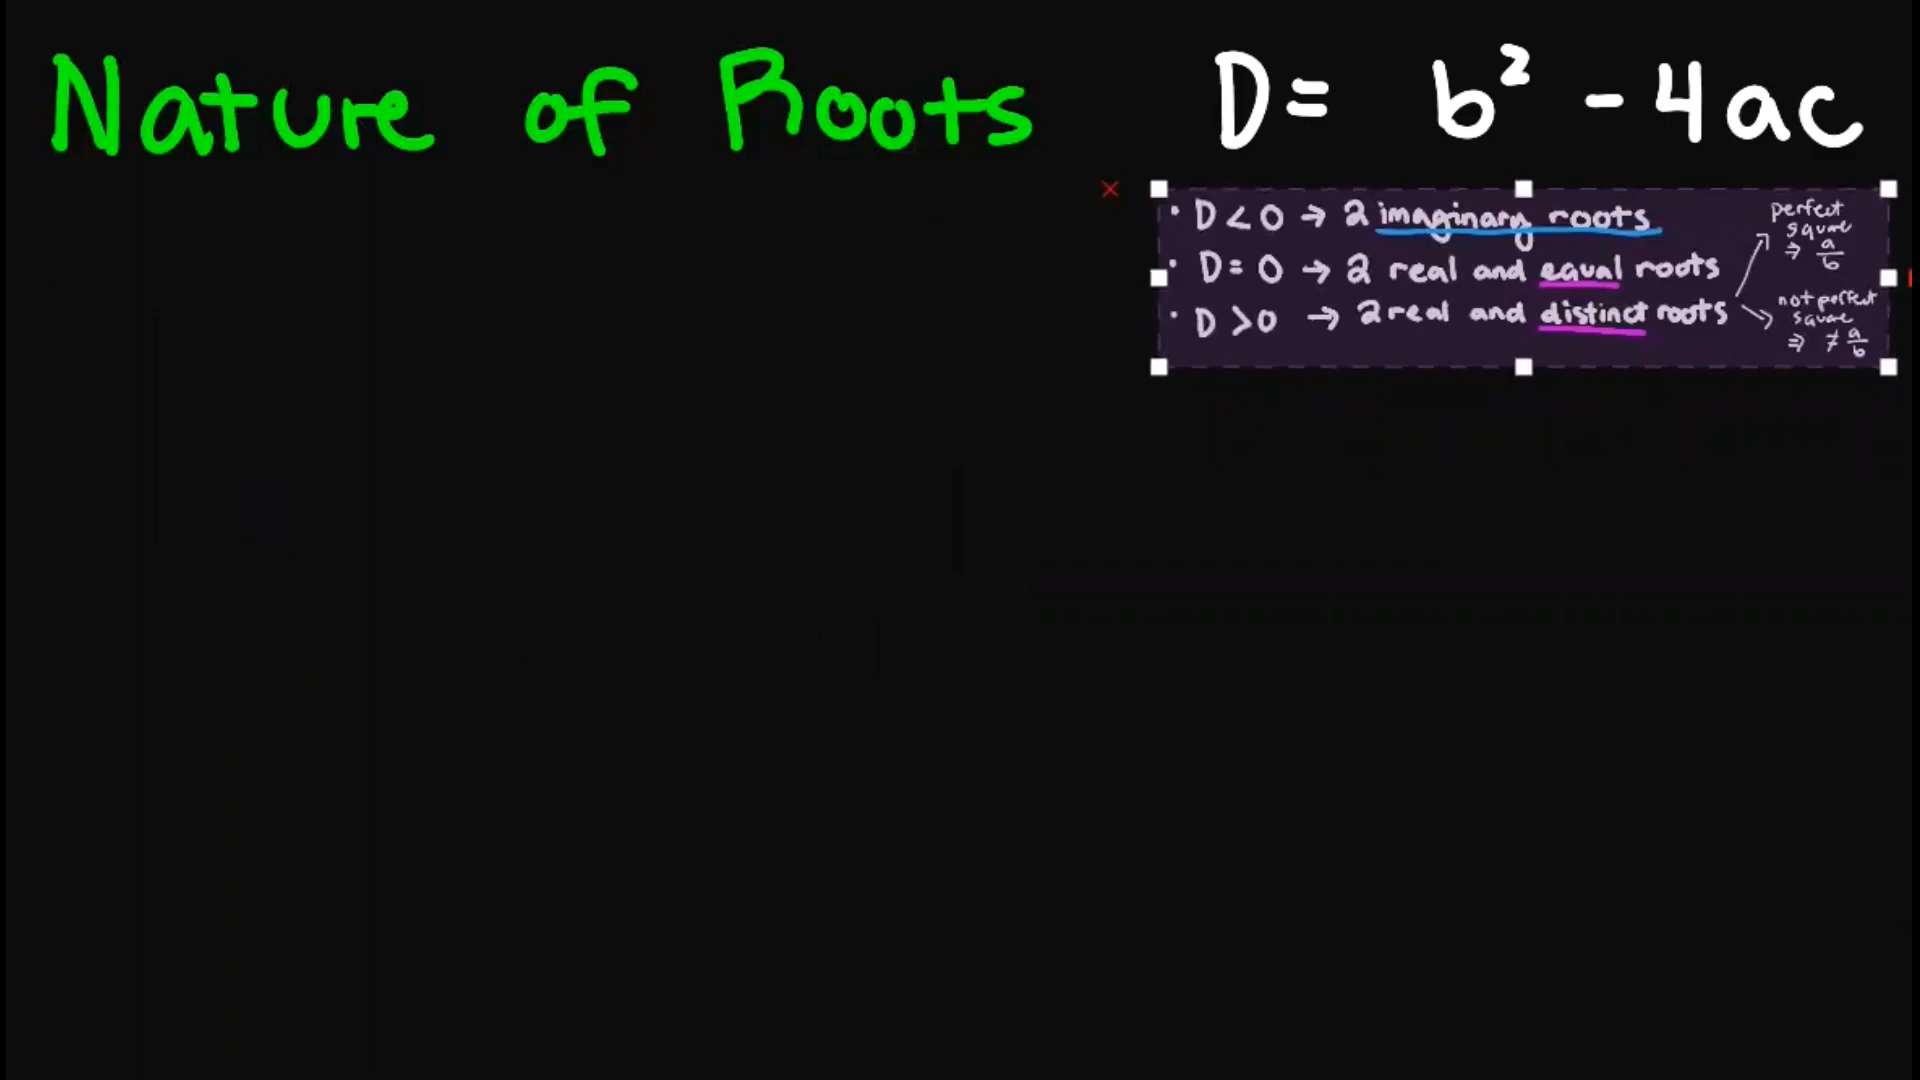 Nature of Roots
D = b² - 4ac
· D < 0 → 2 imaginary roots
· D = 0 → 2 real and equal roots
· D > 0 → 2 real and distinct roots
perfect
square
⇒ a/b
not perfect
square
⇒ ≠ a/b